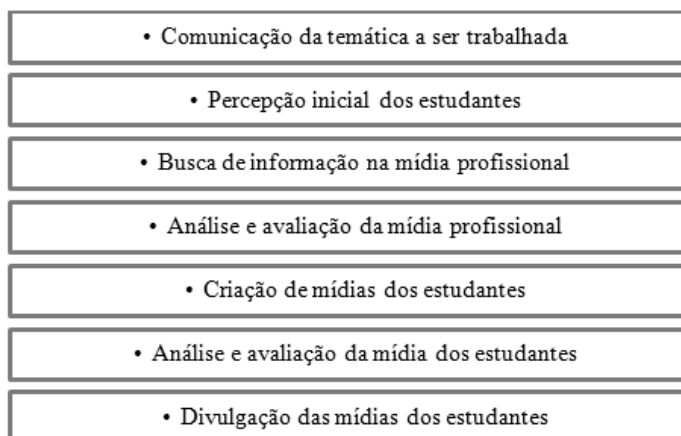 • Comunicação da temática a ser trabalhada
• Percepção inicial dos estudantes
• Busca de informação na mídia profissional
• Análise e avaliação da mídia profissional
• Criação de mídias dos estudantes
• Análise e avaliação da mídia dos estudantes
• Divulgação das mídias dos estudantes